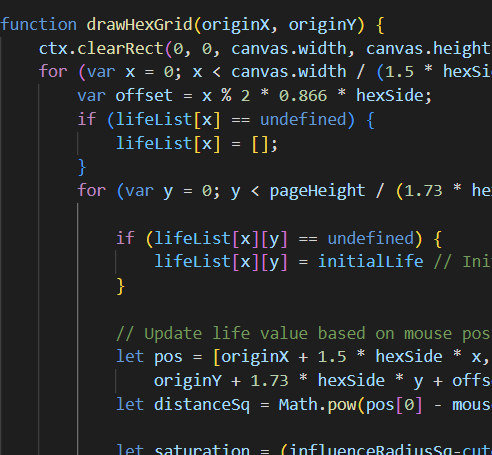 function drawHexGrid(originX, originY) {
ctx.clearRect(0, 0, canvas.width, canvas.height
for (var x = 0; x < canvas.width / (1.5 * hexSi
var offset = x % 2 * 0.866 * hexSide;
if (lifeList[x] == undefined) {
lifeList[x] = [];
}
for (var y = 0; y < pageHeight / (1.73 * he
if (lifeList[x][y] == undefined) {
lifeList[x][y] = initialLife // Ini
}
// Update life value based on mouse pos
let pos = [originX + 1.5 * hexSide * x,
originY + 1.73 * hexSide * y + offs
let distanceSq = Math.pow(pos[0] - mous
let saturation = (influenceRadiusSq-cut